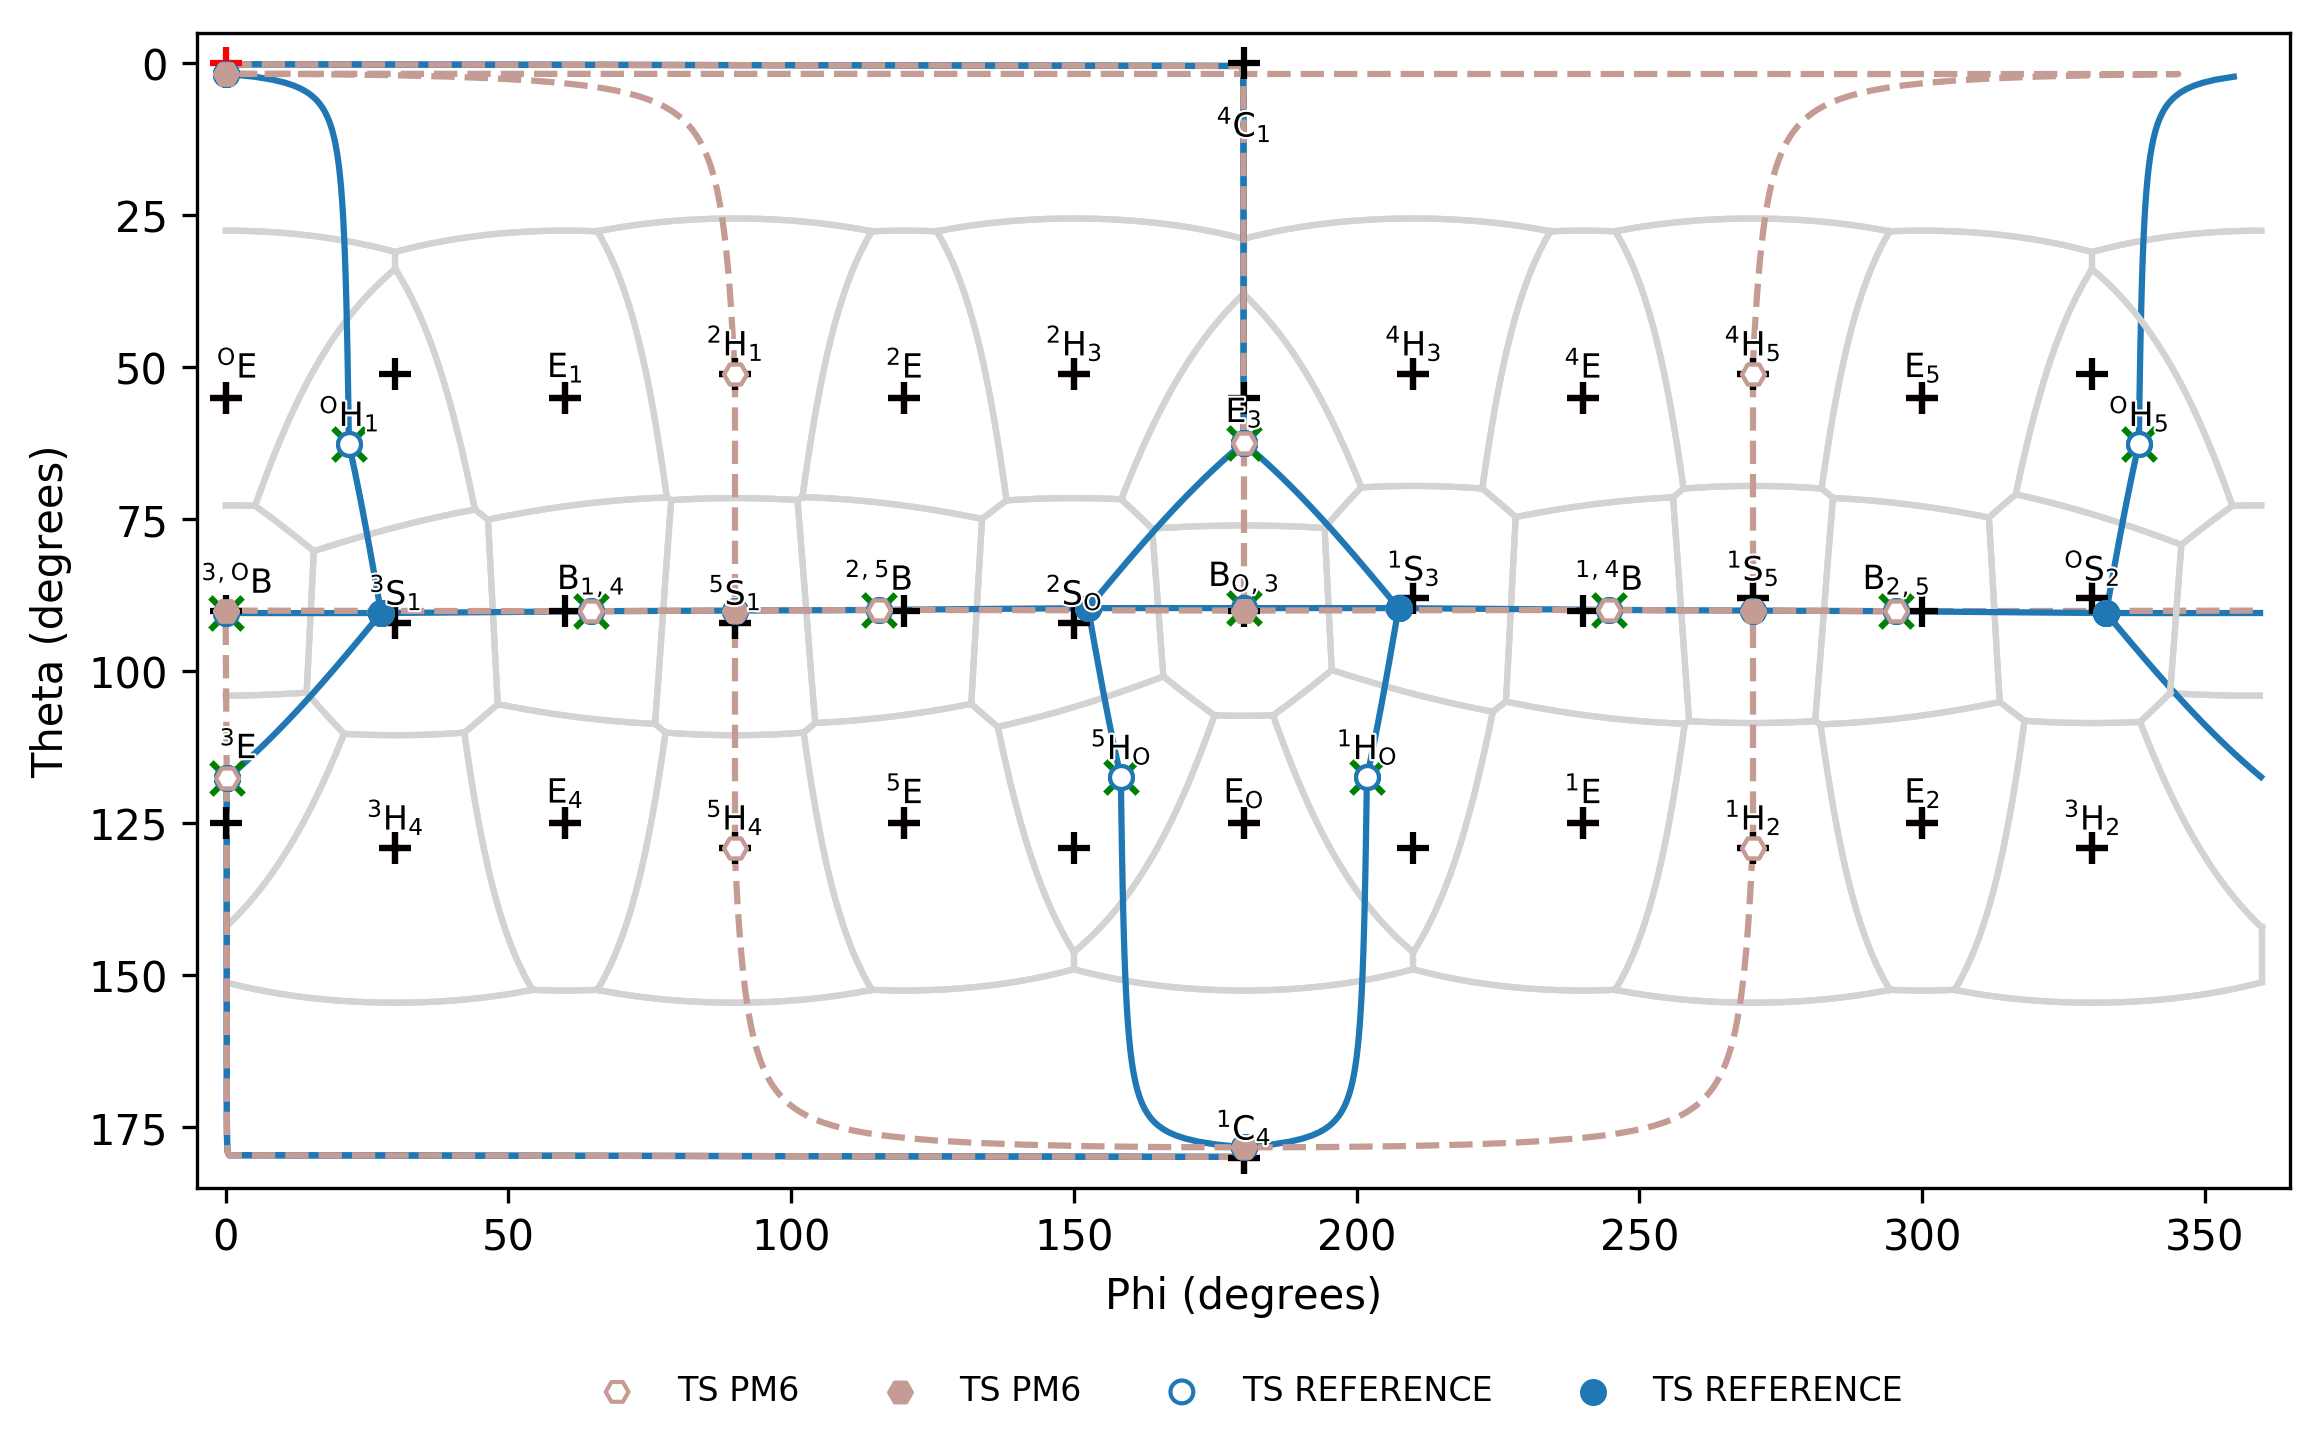 0
⁴C₁
25
50
ᴼE
E₁
²H₁
²E
²H₃
⁴H₃
⁴E
⁴H₅
E₅
ᴼH₁
E₃
ᴼH₅
75
³,ᴼB
³S₁
B₁,₄
⁵S₁
²,⁵B
²Sₒ
Bₒ,₃
¹S₃
¹,⁴B
¹S₅
B₂,₅
ᴼS₂
100
³E
⁵Hₒ
¹Hₒ
125
³H₄
E₄
⁵H₄
⁵E
Eₒ
¹E
¹H₂
E₂
³H₂
150
175
¹C₄
Theta (degrees)
0 50 100 150 200 250 300 350
Phi (degrees)
TS PM6 TS PM6 TS REFERENCE TS REFERENCE